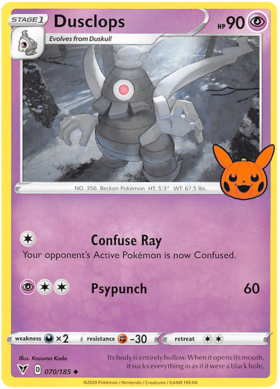 STAGE 1
Dusclops
HP 90
Evolves from Duskull
NO. 356 Beckon Pokémon HT: 5'3" WT: 67.5 lbs.
Confuse Ray
Your opponent's Active Pokémon is now Confused.
Psypunch 60
weakness ×2 resistance -30 retreat
Illus. Kazuma Koda
D 070/185
Its body is entirely hollow. When it opens its mouth,
it sucks everything in as if it were a black hole.
©2020 Pokémon / Nintendo / Creatures / GAME FREAK